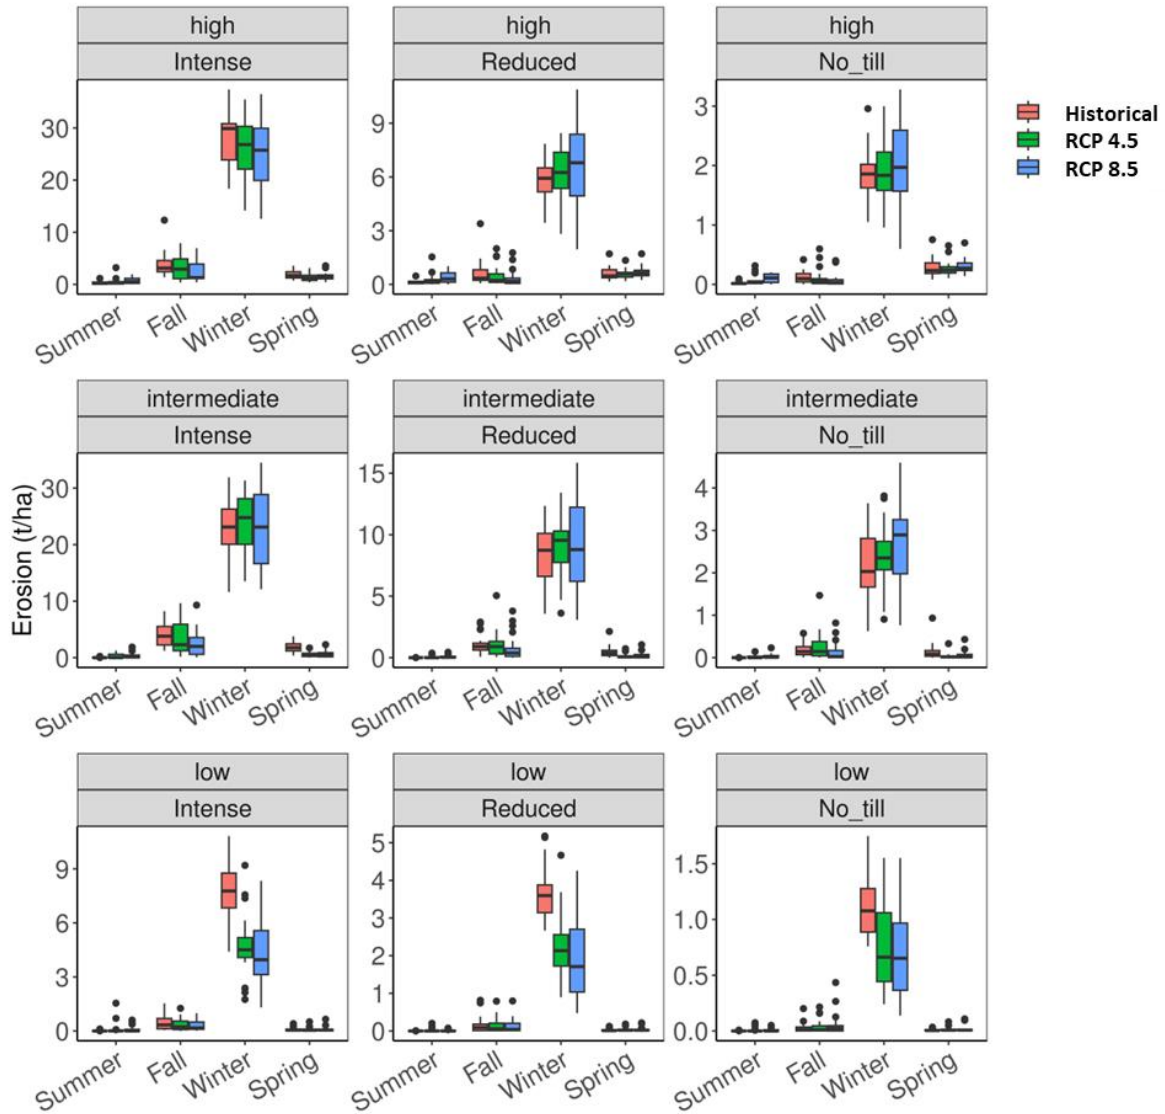 high
high
high
Intense
Reduced
No_till
Historical
RCP 4.5
RCP 8.5
30
20
10
0
9
6
3
0
3
2
1
0
Summer Fall Winter Spring
Summer Fall Winter Spring
Summer Fall Winter Spring
intermediate
intermediate
intermediate
Intense
Reduced
No_till
Erosion (t/ha)
30
20
10
0
15
10
5
0
4
3
2
1
0
Summer Fall Winter Spring
Summer Fall Winter Spring
Summer Fall Winter Spring
low
low
low
Intense
Reduced
No_till
9
6
3
0
5
4
3
2
1
0
1.5
1.0
0.5
0.0
Summer Fall Winter Spring
Summer Fall Winter Spring
Summer Fall Winter Spring